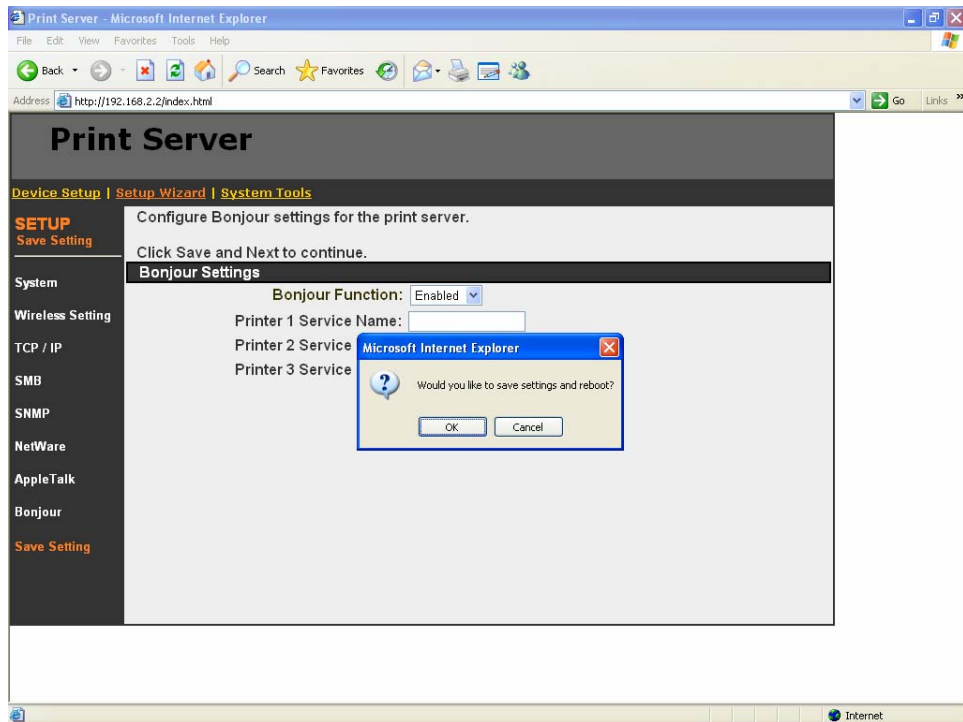 Print Server - Microsoft Internet Explorer
File Edit View Favorites Tools Help
Back Search Favorites
Address http://192.168.2.2/index.html Go Links »
Print Server
Device Setup | Setup Wizard | System Tools
SETUP
Save Setting
System
Wireless Setting
TCP / IP
SMB
SNMP
NetWare
AppleTalk
Bonjour
Save Setting
Configure Bonjour settings for the print server.
Click Save and Next to continue.
Bonjour Settings
Bonjour Function: Enabled
Printer 1 Service Name:
Printer 2 Service
Printer 3 Service
Microsoft Internet Explorer
Would you like to save settings and reboot?
OK Cancel
Internet